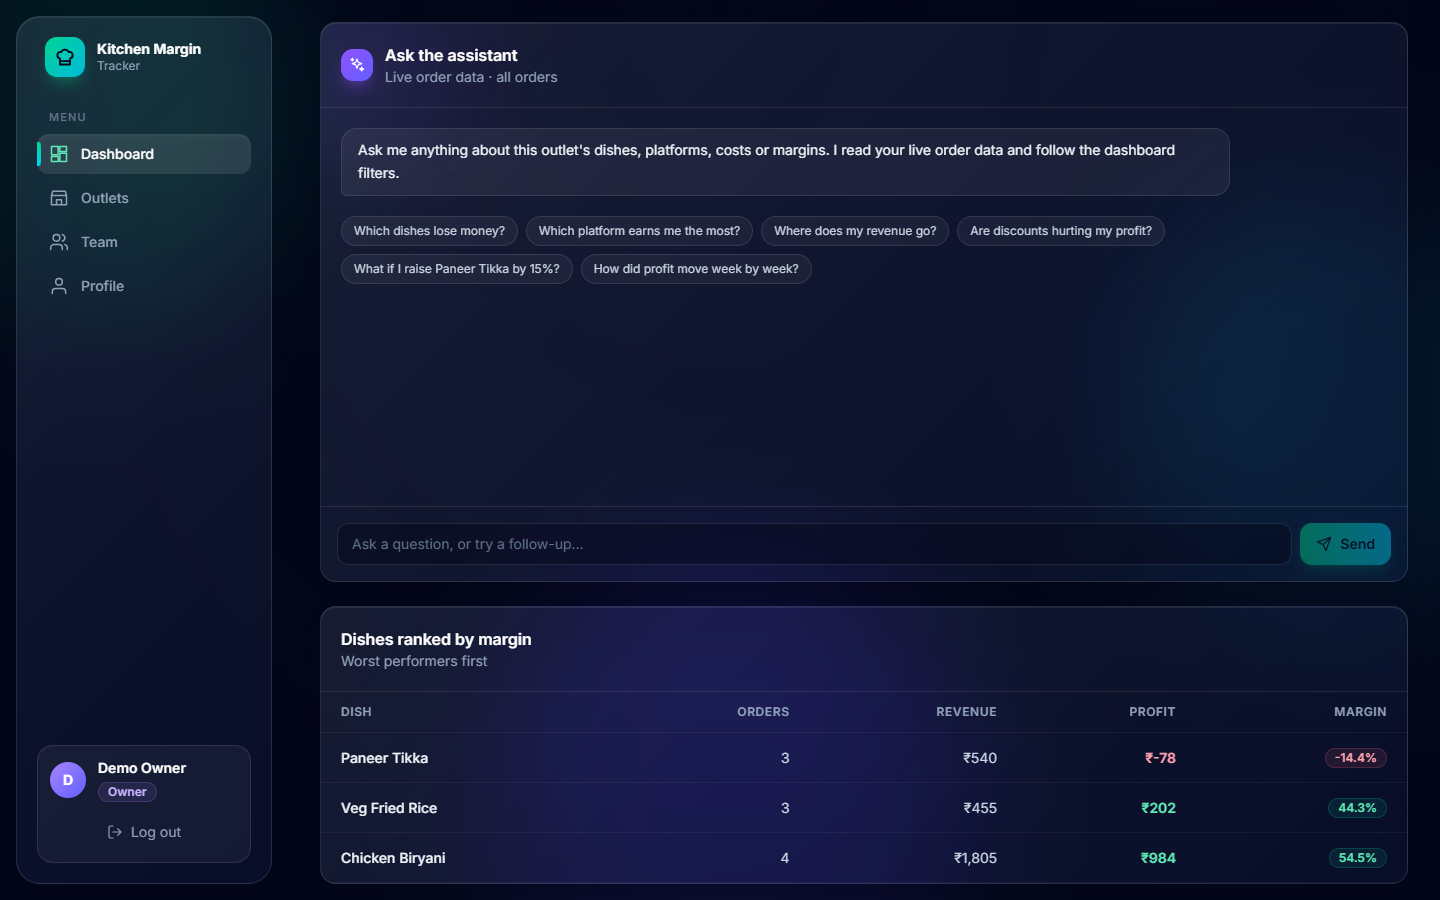 Kitchen Margin
Tracker
MENU
Dashboard
Outlets
Team
Profile
D
Demo Owner
Owner
Log out
Ask the assistant
Live order data · all orders
Ask me anything about this outlet's dishes, platforms, costs or margins. I read your live order data and follow the dashboard
filters.
Which dishes lose money? Which platform earns me the most? Where does my revenue go? Are discounts hurting my profit?
What if I raise Paneer Tikka by 15%? How did profit move week by week?
Ask a question, or try a follow-up...
Send
Dishes ranked by margin
Worst performers first
DISH ORDERS REVENUE PROFIT MARGIN
Paneer Tikka 3 ₹540 ₹-78 -14.4%
Veg Fried Rice 3 ₹455 ₹202 44.3%
Chicken Biryani 4 ₹1,805 ₹984 54.5%